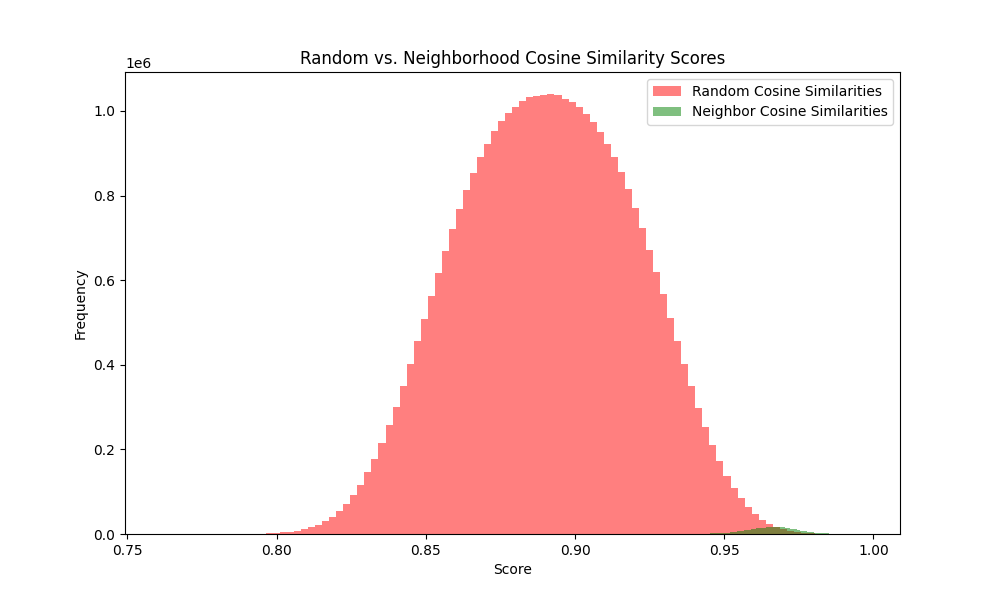 Random vs. Neighborhood Cosine Similarity Scores
1e6
Random Cosine Similarities
Neighbor Cosine Similarities
1.0
0.8
0.6
0.4
0.2
0.0
Frequency
0.75 0.80 0.85 0.90 0.95 1.00
Score